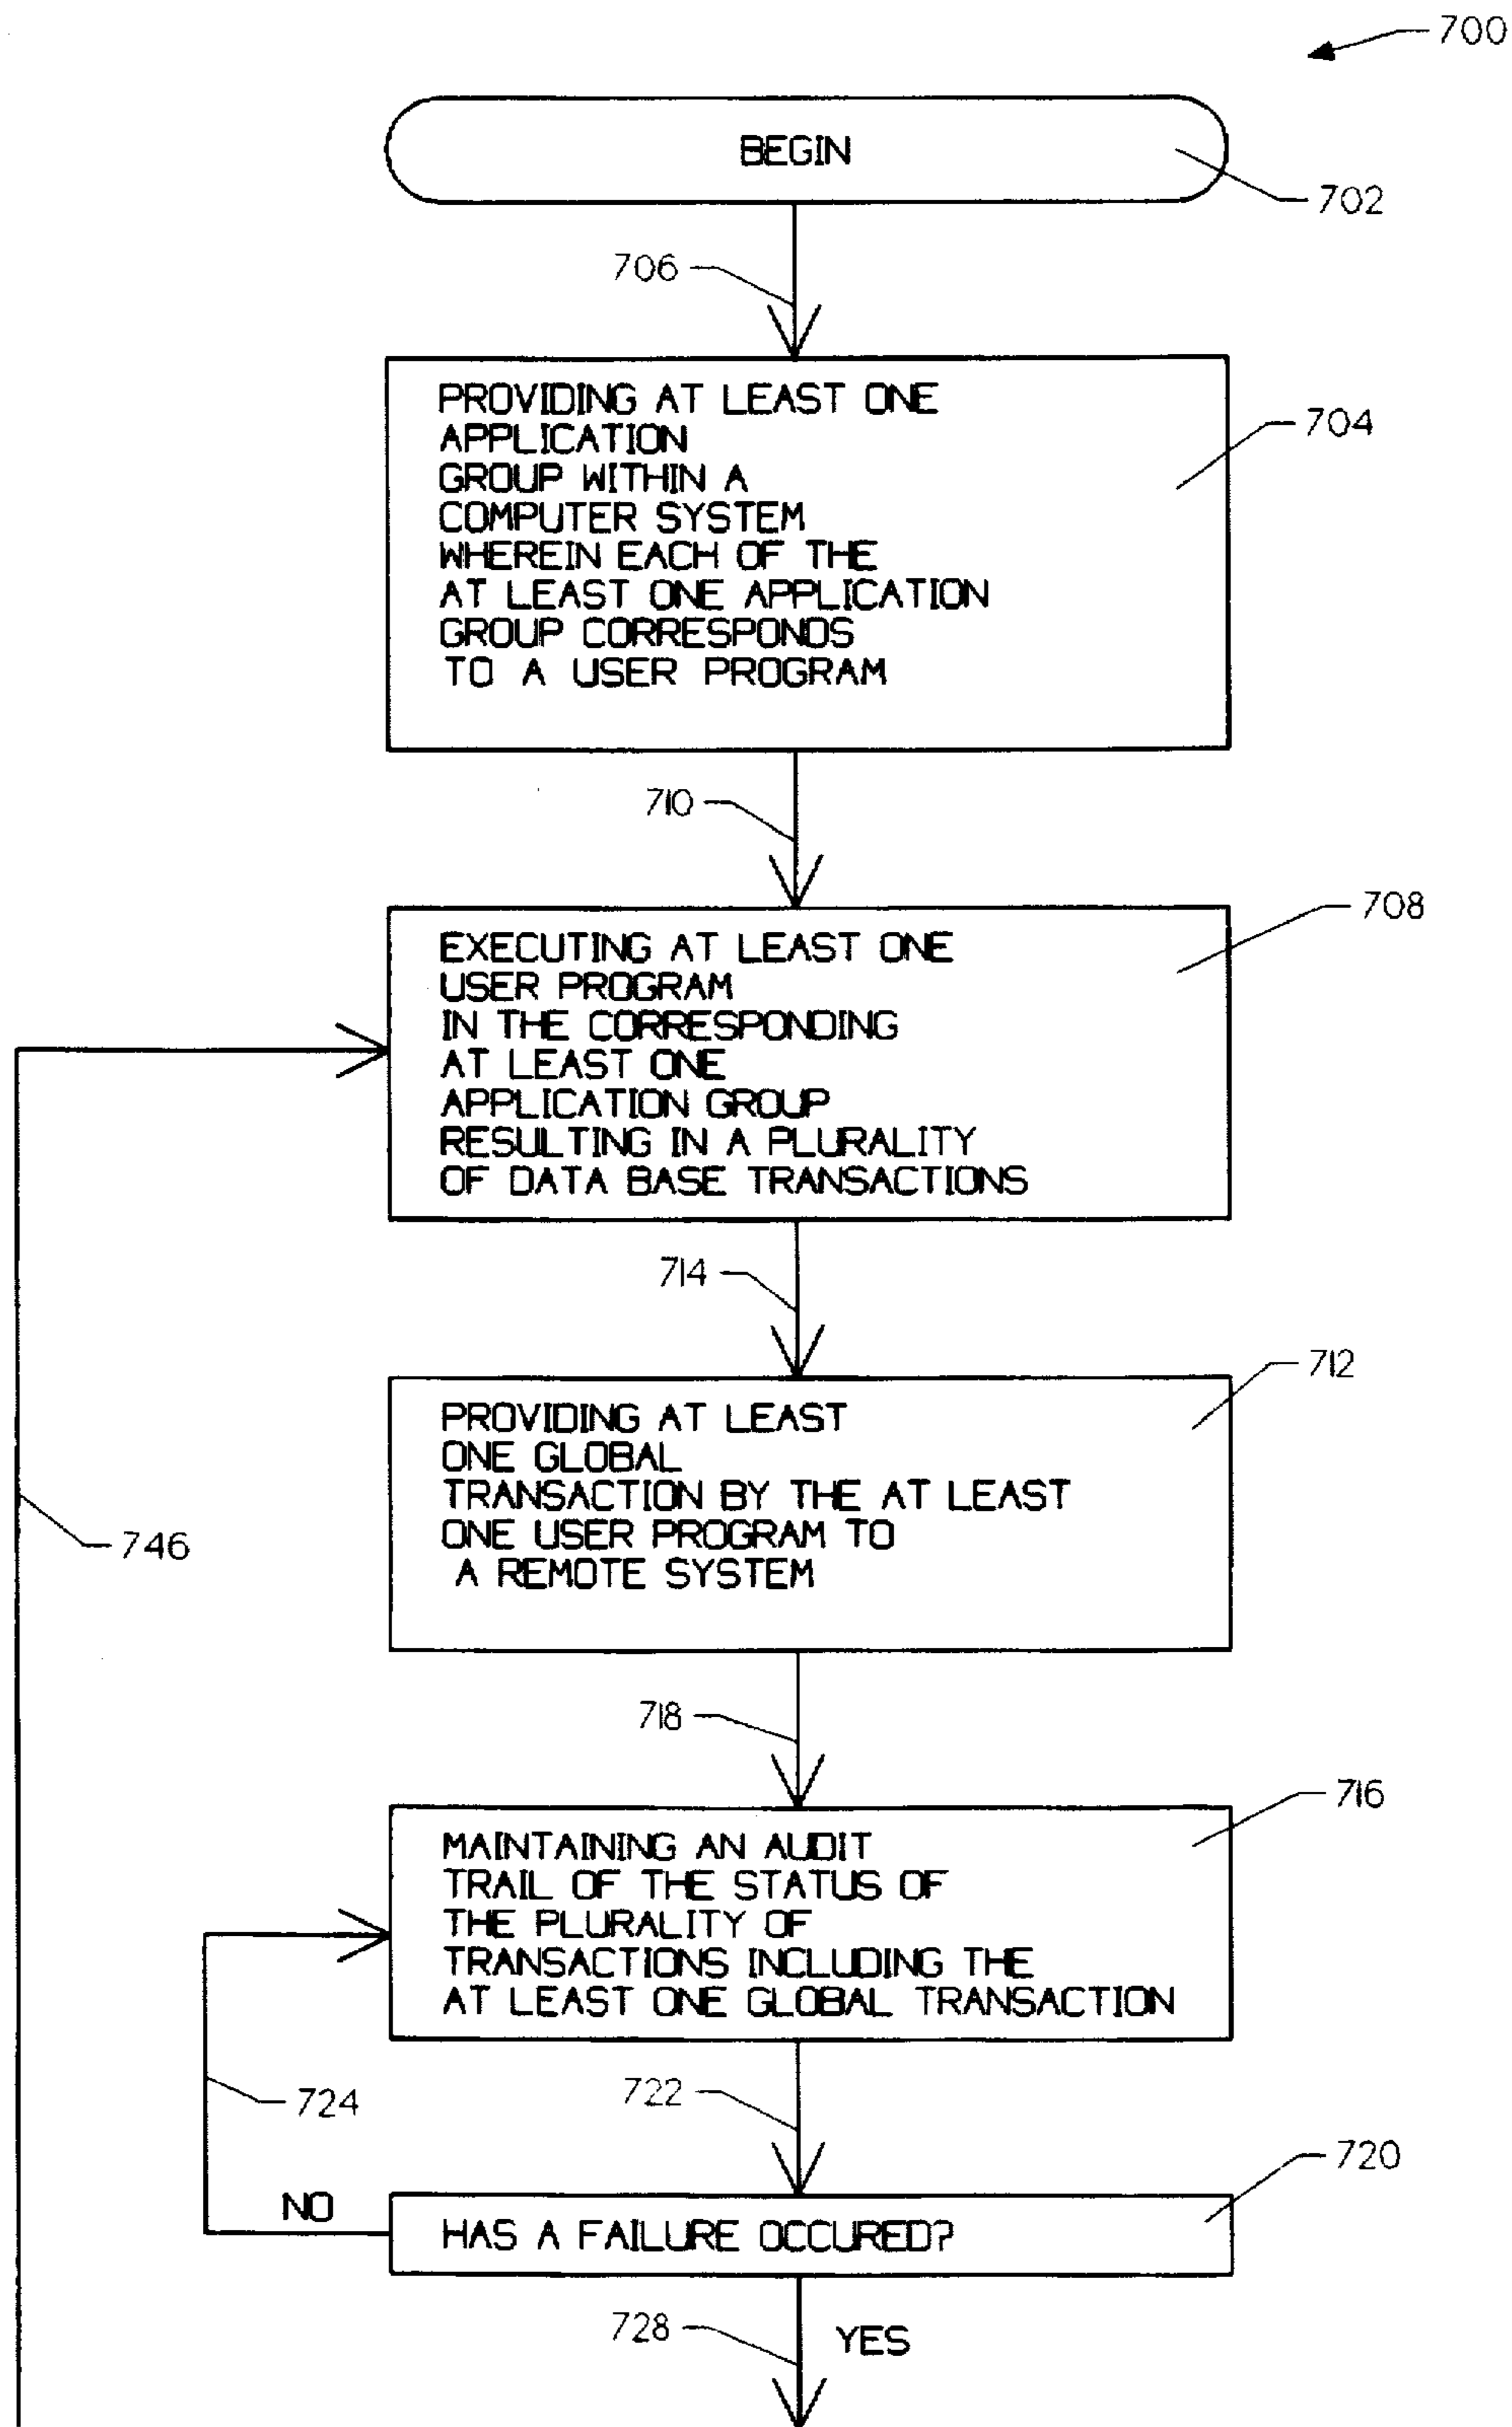 700
BEGIN
702
706
PROVIDING AT LEAST ONE
APPLICATION
GROUP WITHIN A
COMPUTER SYSTEM
WHEREIN EACH OF THE
AT LEAST ONE APPLICATION
GROUP CORRESPONDS
TO A USER PROGRAM
704
710
708
EXECUTING AT LEAST ONE
USER PROGRAM
IN THE CORRESPONDING
AT LEAST ONE
APPLICATION GROUP
RESULTING IN A PLURALITY
OF DATA BASE TRANSACTIONS
714
712
PROVIDING AT LEAST
ONE GLOBAL
TRANSACTION BY THE AT LEAST
ONE USER PROGRAM TO
A REMOTE SYSTEM
746
718
716
MAINTAINING AN AUDIT
TRAIL OF THE STATUS OF
THE PLURALITY OF
TRANSACTIONS INCLUDING THE
AT LEAST ONE GLOBAL TRANSACTION
724
722
720
NO
HAS A FAILURE OCCURED?
728
YES